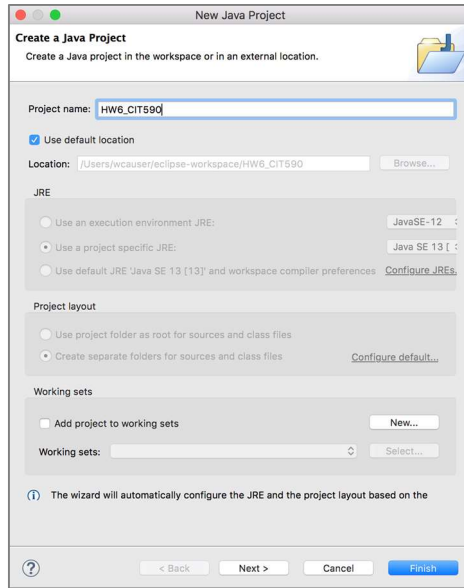 New Java Project
Create a Java Project
Create a Java project in the workspace or in an external location.
Project name: HW6_CIT590
Use default location
Location: /Users/wcauser/eclipse-workspace/HW6_CIT590 Browse...
JRE
Use an execution environment JRE: JavaSE-12
Use a project specific JRE: Java SE 13 [
Use default JRE 'Java SE 13 [13]' and workspace compiler preferences Configure JREs.
Project layout
Use project folder as root for sources and class files
Create separate folders for sources and class files Configure default...
Working sets
Add project to working sets New...
Working sets: Select...
The wizard will automatically configure the JRE and the project layout based on the
? < Back Next > Cancel Finish